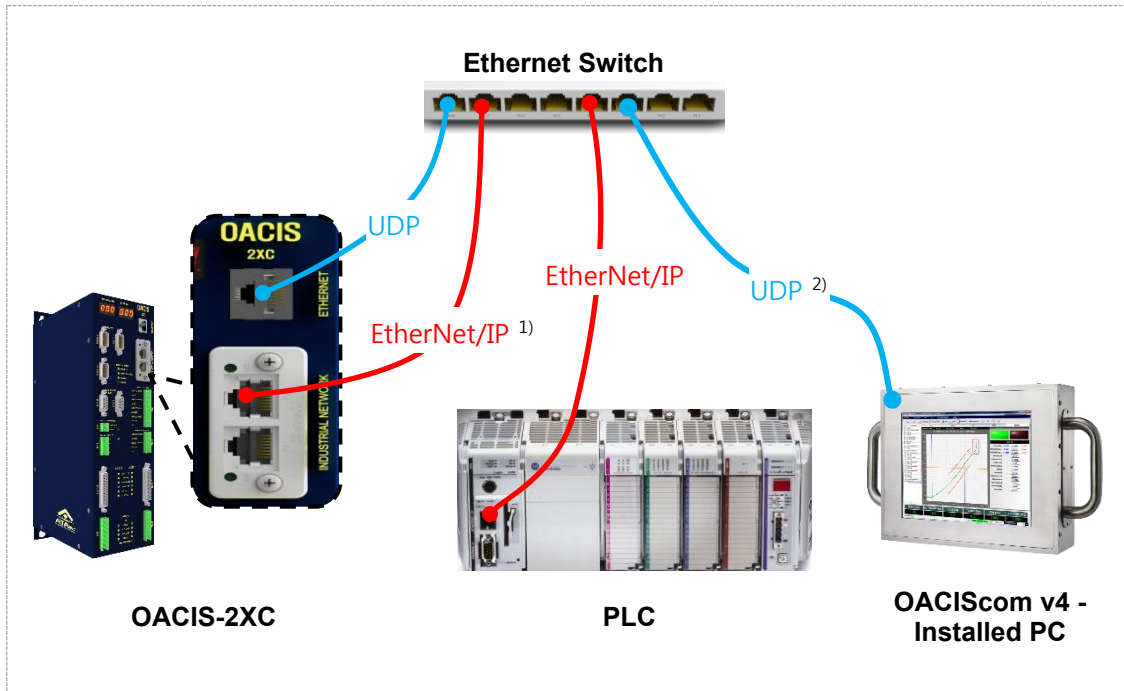 Ethernet Switch
OACIS
2XC
ETHERNET
INDUSTRIAL NETWORK
UDP
EtherNet/IP 1)
EtherNet/IP
UDP 2)
OACIS-2XC
PLC
OACIScom v4 -
Installed PC